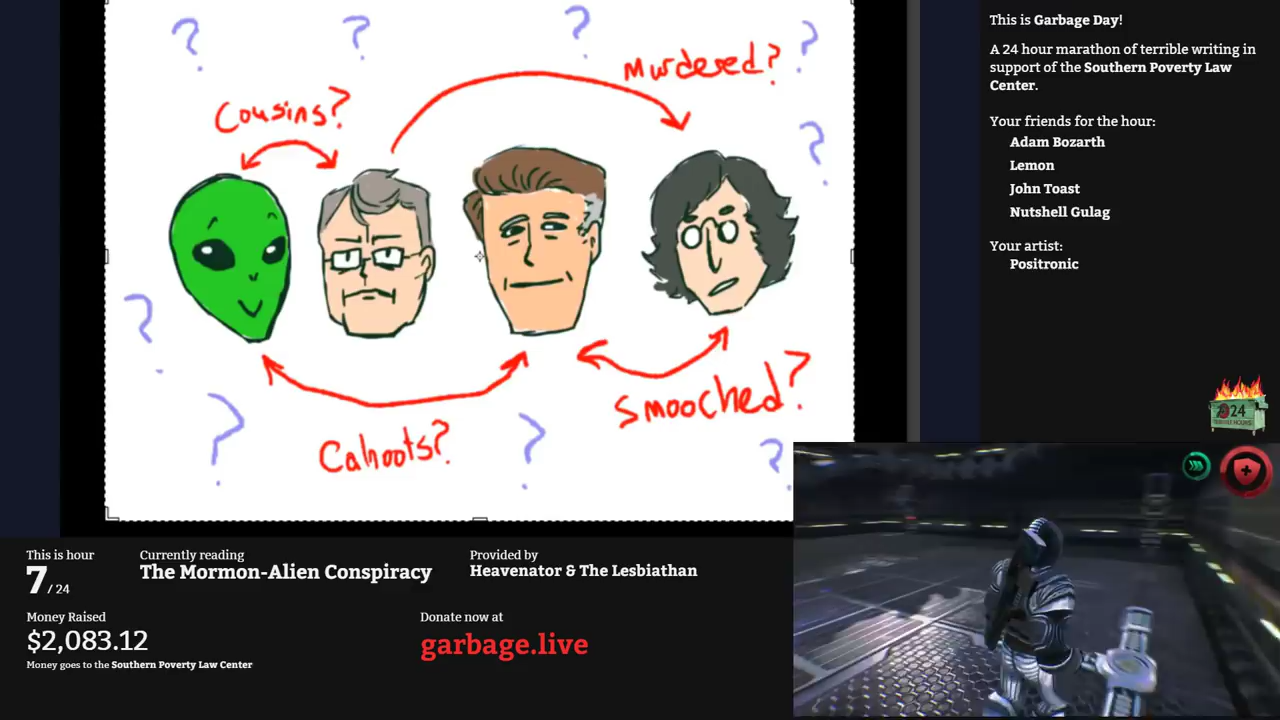 ?
?
?
?
Murdered?
Cousins?
?
?
Smooched?
Cahoots?
?
?
?
This is Garbage Day!
A 24 hour marathon of terrible writing in
support of the Southern Poverty Law
Center.
Your friends for the hour:
Adam Bozarth
Lemon
John Toast
Nutshell Gulag
Your artist:
Positronic
24
This is hour
7 / 24
Currently reading
The Mormon-Alien Conspiracy
Provided by
Heavenator & The Lesbiathan
Money Raised
$2,083.12
Money goes to the Southern Poverty Law Center
Donate now at
garbage.live